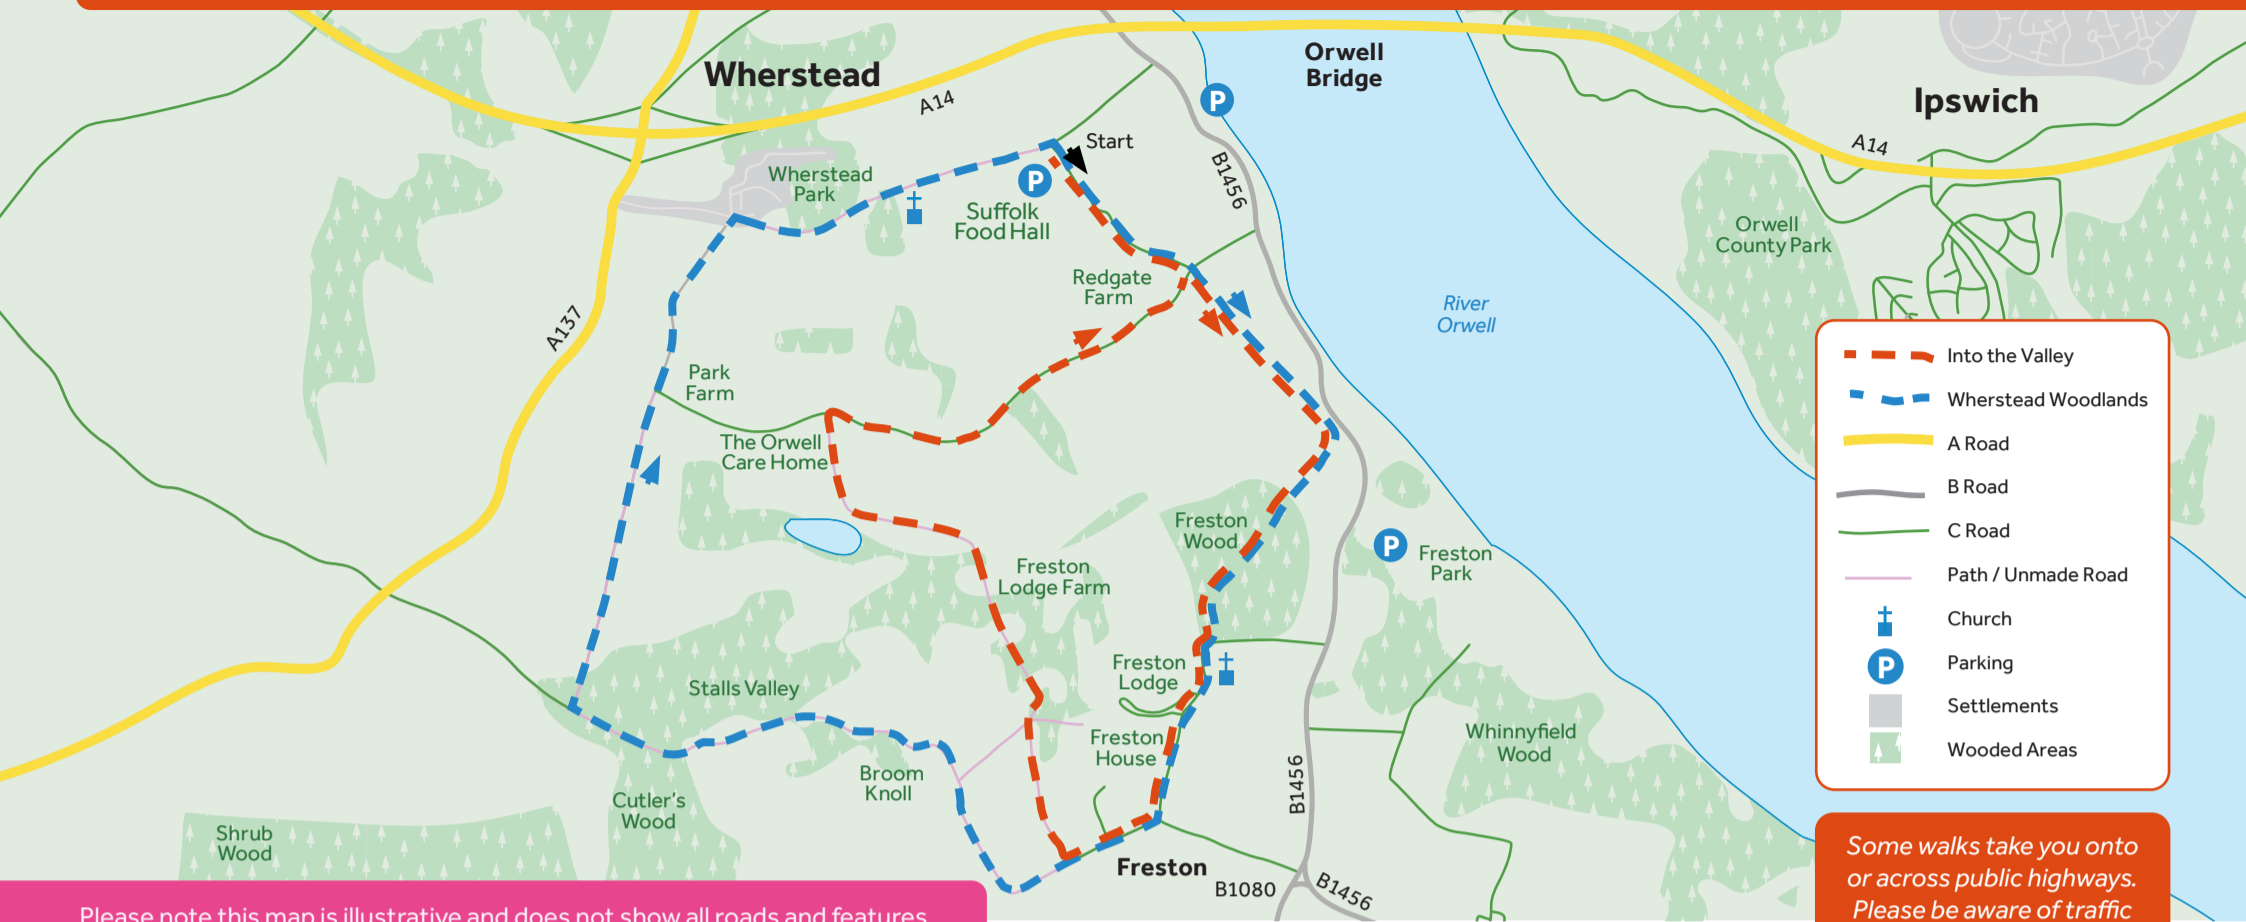 Wherstead
Orwell
Bridge
Ipswich
A14
A14
Start
B1456
Wherstead
Park
P
P
Suffolk
Food Hall
Orwell
County Park
Redgate
Farm
River
Orwell
A137
Park
Farm
The Orwell
Care Home
Freston
Wood
P
Freston
Park
Freston
Lodge Farm
Freston
Lodge
Stalls Valley
Freston
House
Whinnyfield
Wood
Broom
Knoll
Cutler's
Wood
Shrub
Wood
B1456
Freston
B1080
B1456
Into the Valley
Wherstead Woodlands
A Road
B Road
C Road
Path / Unmade Road
Church
P Parking
Settlements
Wooded Areas
Some walks take you onto
or across public highways.
Please be aware of traffic
Please note this map is illustrative and does not show all roads and features